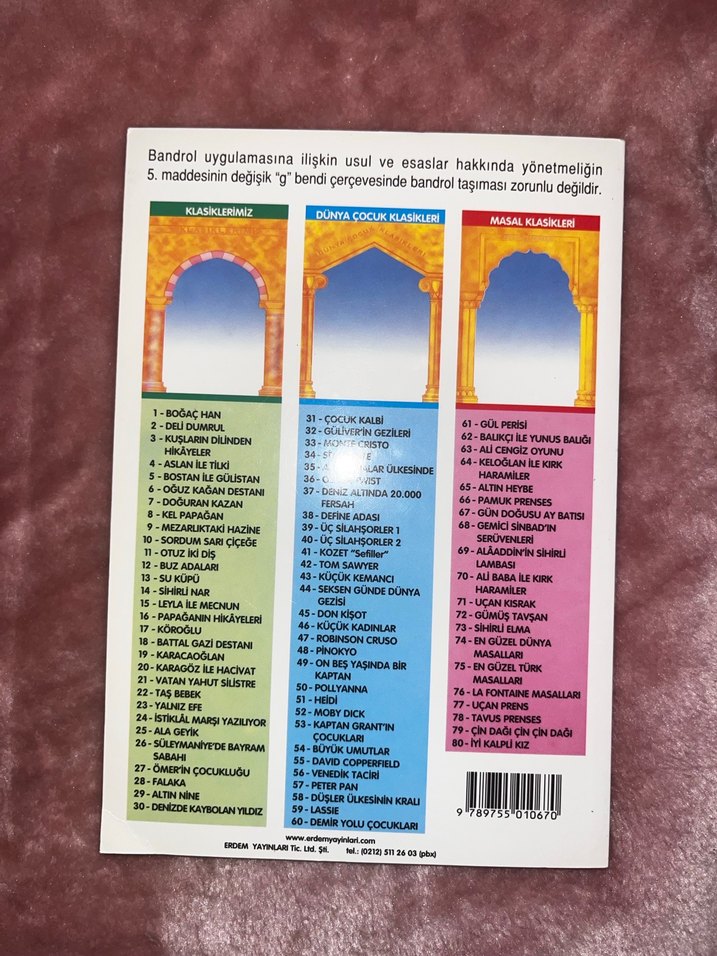 Bandrol uygulamasına ilişkin usul ve esaslar hakkında yönetmeliğin
5. maddesinin değişik “g” bendi çerçevesinde bandrol taşıması zorunlu değildir.
KLASİKLERİMİZ
KLASİKLERİMİZ
1 - BOĞAÇ HAN
2 - DELİ DUMRUL
3 - KUŞLARIN DİLİNDEN
HİKÂYELER
4 - ASLAN İLE TİLKİ
5 - BOSTAN İLE GÜLİSTAN
6 - OĞUZ KAĞAN DESTANI
7 - DOĞURAN KAZAN
8 - KEL PAPAĞAN
9 - MEZARLIKTAKİ HAZİNE
10 - SORDUM SARI ÇİÇEĞE
11 - OTUZ İKİ DİŞ
12 - BUZ ADALARI
13 - SU KÜPÜ
14 - SİHİRLİ NAR
15 - LEYLA İLE MECNUN
16 - PAPAĞANIN HİKÂYELERİ
17 - KÖROĞLU
18 - BATTAL GAZİ DESTANI
19 - KARACAOĞLAN
20 - KARAGÖZ İLE HACİVAT
21 - VATAN YAHUT SİLİSTRE
22 - TAŞ BEBEK
23 - YALNIZ EFE
24 - İSTİKLÂL MARŞI YAZILIYOR
25 - ALA GEYİK
26 - SÜLEYMANİYE'DE BAYRAM
SABAHI
27 - ÖMER'İN ÇOCUKLUĞU
28 - FALAKA
29 - ALTIN NİNE
30 - DENİZDE KAYBOLAN YILDIZ
DÜNYA ÇOCUK KLASİKLERİ
DÜNYA ÇOCUK KLASİKLERİ
31 - ÇOCUK KALBİ
32 - GÜLİVER'İN GEZİLERİ
33 - MONTE CRISTO
34 -
35 - ÜLKESİNDE
36 - TWIST
37 - DENİZ ALTINDA 20.000
FERSAH
38 - DEFİNE ADASI
39 - ÜÇ SİLAHŞORLER 1
40 - ÜÇ SİLAHŞORLER 2
41 - KOZET “Sefiller”
42 - TOM SAWYER
43 - KÜÇÜK KEMANCI
44 - SEKSEN GÜNDE DÜNYA
GEZİSİ
45 - DON KİŞOT
46 - KÜÇÜK KADINLAR
47 - ROBINSON CRUSO
48 - PİNOKYO
49 - ON BEŞ YAŞINDA BİR
KAPTAN
50 - POLLYANNA
51 - HEİDİ
52 - MOBY DICK
53 - KAPTAN GRANT'IN
ÇOCUKLARI
54 - BÜYÜK UMUTLAR
55 - DAVID COPPERFIELD
56 - VENEDİK TACİRİ
57 - PETER PAN
58 - DÜŞLER ÜLKESİNİN KRALI
59 - LASSIE
60 - DEMİR YOLU ÇOCUKLARI
MASAL KLASİKLERİ
61 - GÜL PERİSİ
62 - BALIKÇI İLE YUNUS BALIĞI
63 - ALİ CENGİZ OYUNU
64 - KELOĞLAN İLE KIRK
HARAMİLER
65 - ALTIN HEYBE
66 - PAMUK PRENSES
67 - GÜN DOĞUSU AY BATISI
68 - GEMİCİ SİNBAD'IN
SERÜVENLERİ
69 - ALÂADDİN'İN SİHİRLİ
LAMBASI
70 - ALİ BABA İLE KIRK
HARAMİLER
71 - UÇAN KISRAK
72 - GÜMÜŞ TAVŞAN
73 - SİHİRLİ ELMA
74 - EN GÜZEL DÜNYA
MASALLARI
75 - EN GÜZEL TÜRK
MASALLARI
76 - LA FONTAINE MASALLARI
77 - UÇAN PRENS
78 - TAVUS PRENSES
79 - ÇİN DAĞI ÇİN ÇİN DAĞI
80 - İYİ KALPLİ KIZ
9 789755 010670
www.erdemyayinlari.com
ERDEM YAYINLARI Tic. Ltd. Şti. tel.: (0212) 511 26 03 (pbx)